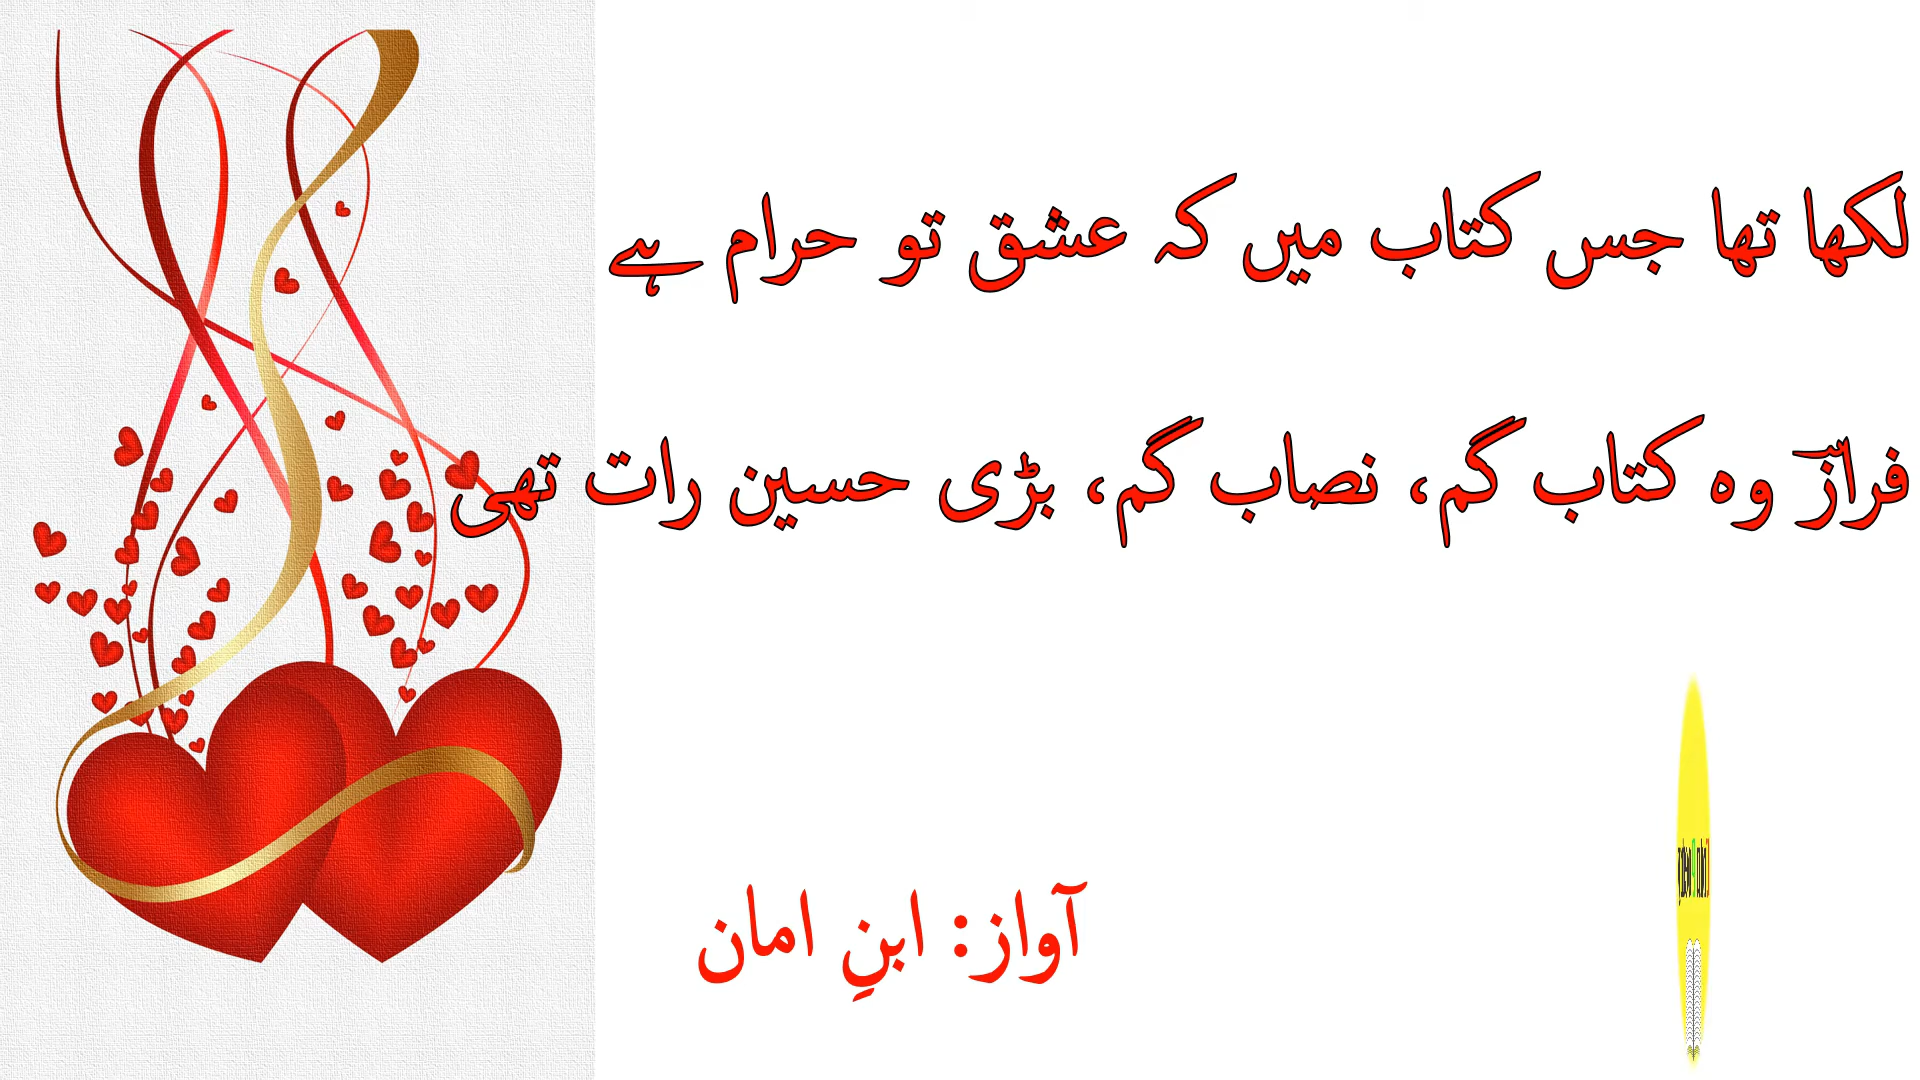 لکھا تھا جس کتاب میں کہ عشق تو حرام ہے
فرازؔ وہ کتاب گم، نصاب گم، بڑی حسین رات تھی
آواز: ابنِ امان